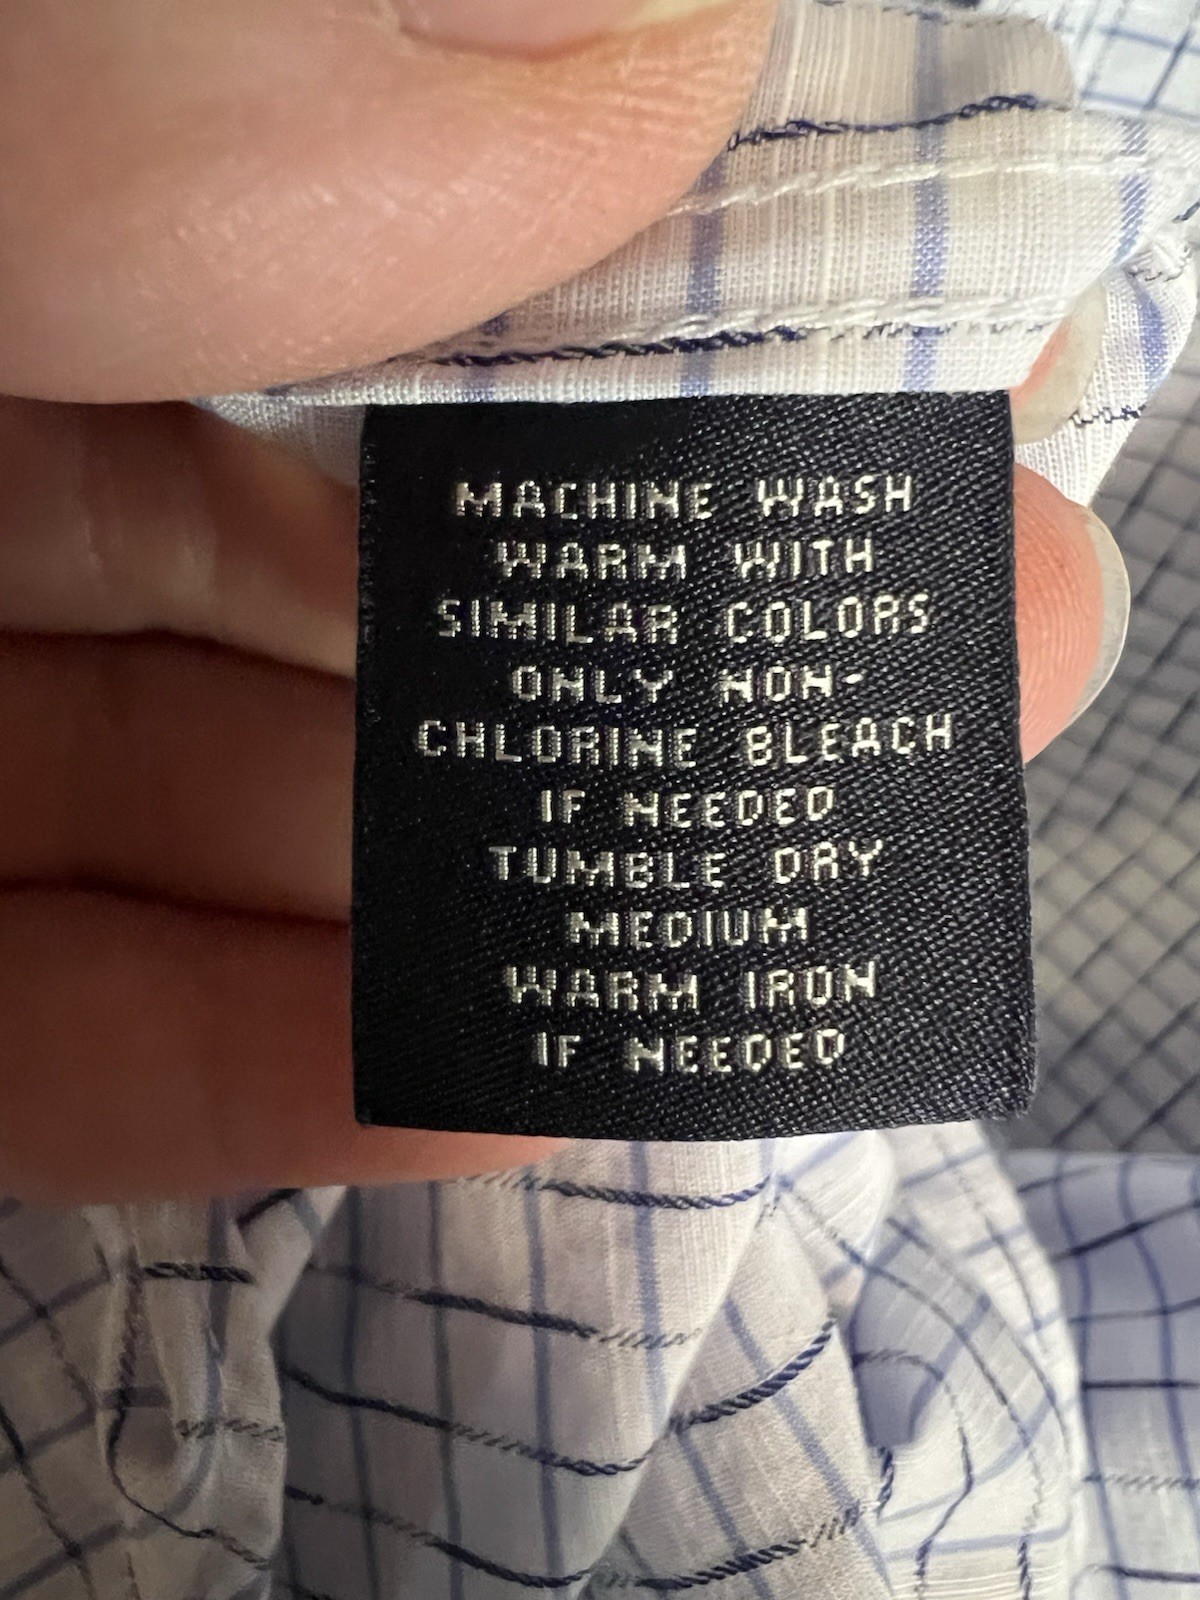 MACHINE WASH
WARM WITH
SIMILAR COLORS
ONLY NON-
CHLORINE BLEACH
IF NEEDED
TUMBLE DRY
MEDIUM
WARM IRON
IF NEEDED